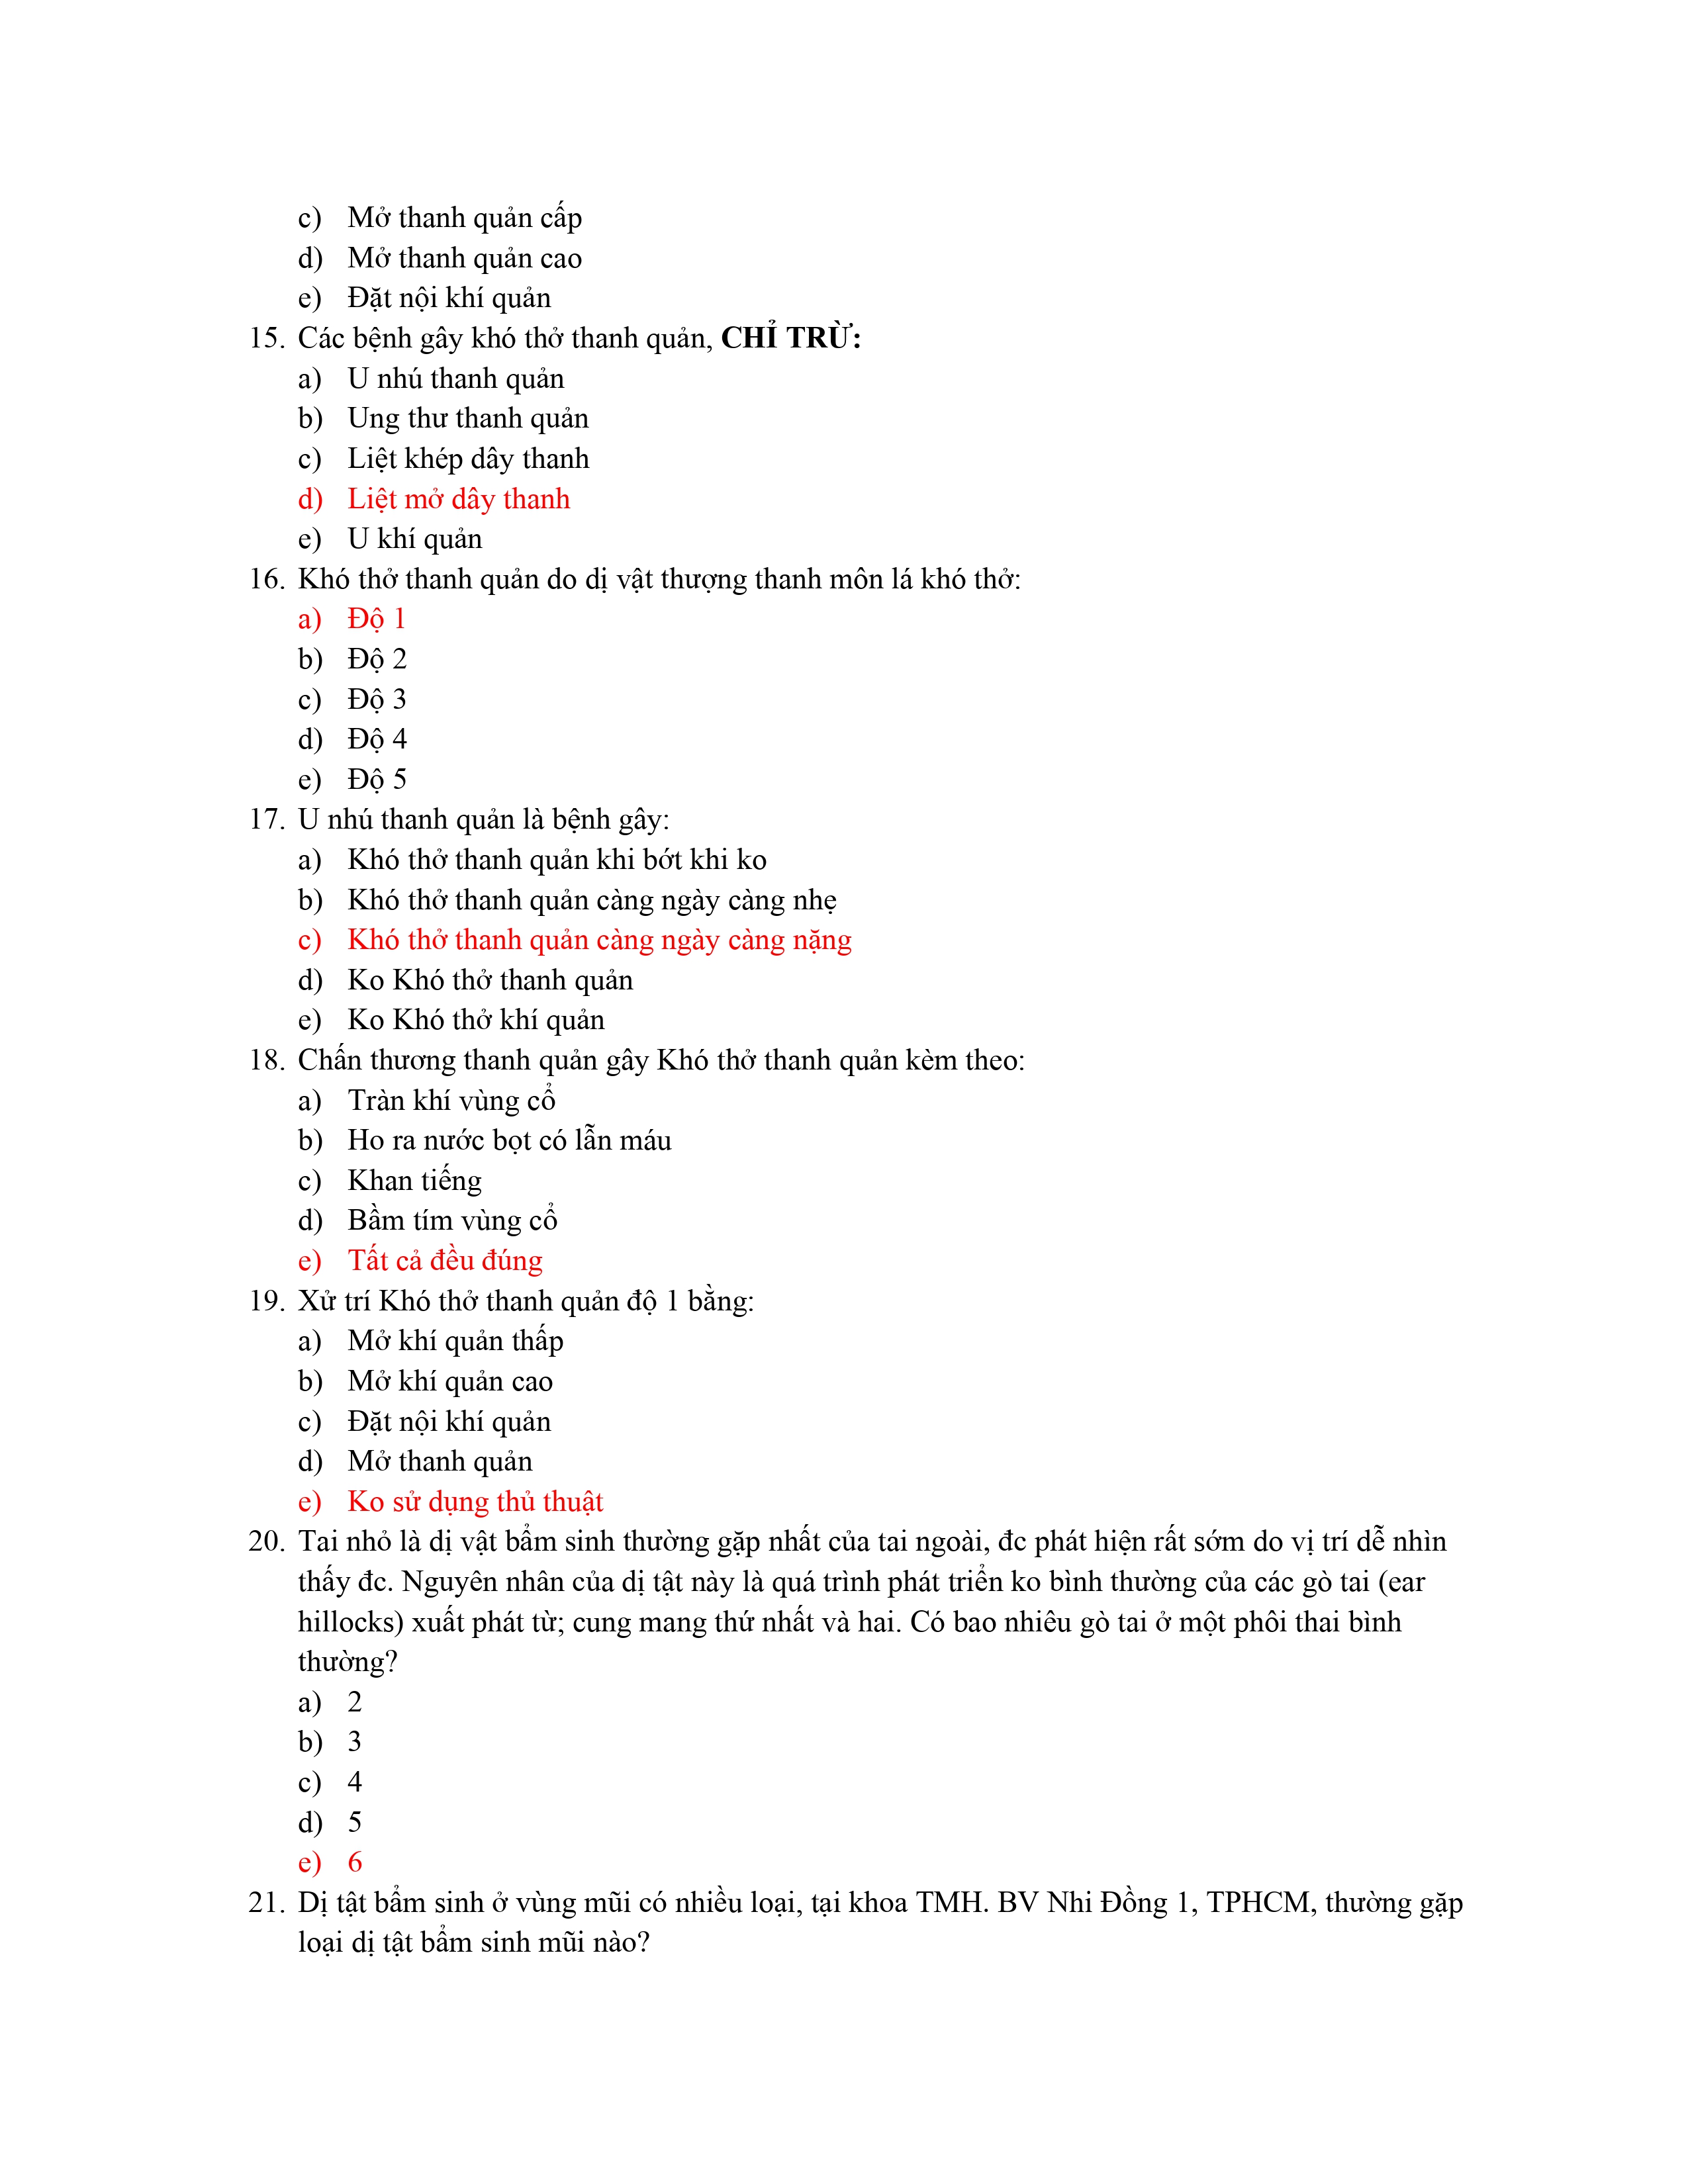 c) Mở thanh quản cấp
d) Mở thanh quản cao
e) Đặt nội khí quản
15. Các bệnh gây khó thở thanh quản, CHỈ TRỪ:
a) U nhú thanh quản
b) Ung thư thanh quản
c) Liệt khép dây thanh
d) Liệt mở dây thanh
e) U khí quản
16. Khó thở thanh quản do dị vật thượng thanh môn lá khó thở:
a) Độ 1
b) Độ 2
c) Độ 3
d) Độ 4
e) Độ 5
17. U nhú thanh quản là bệnh gây:
a) Khó thở thanh quản khi bớt khi ko
b) Khó thở thanh quản càng ngày càng nhẹ
c) Khó thở thanh quản càng ngày càng nặng
d) Ko Khó thở thanh quản
e) Ko Khó thở khí quản
18. Chấn thương thanh quản gây Khó thở thanh quản kèm theo:
a) Tràn khí vùng cổ
b) Ho ra nước bọt có lẫn máu
c) Khan tiếng
d) Bầm tím vùng cổ
e) Tất cả đều đúng
19. Xử trí Khó thở thanh quản độ 1 bằng:
a) Mở khí quản thấp
b) Mở khí quản cao
c) Đặt nội khí quản
d) Mở thanh quản
e) Ko sử dụng thủ thuật
20. Tai nhỏ là dị vật bẩm sinh thường gặp nhất của tai ngoài, đc phát hiện rất sớm do vị trí dễ nhìn
thấy đc. Nguyên nhân của dị tật này là quá trình phát triển ko bình thường của các gò tai (ear
hillocks) xuất phát từ; cung mang thứ nhất và hai. Có bao nhiêu gò tai ở một phôi thai bình
thường?
a) 2
b) 3
c) 4
d) 5
e) 6
21. Dị tật bẩm sinh ở vùng mũi có nhiều loại, tại khoa TMH. BV Nhi Đồng 1, TPHCM, thường gặp
loại dị tật bẩm sinh mũi nào?